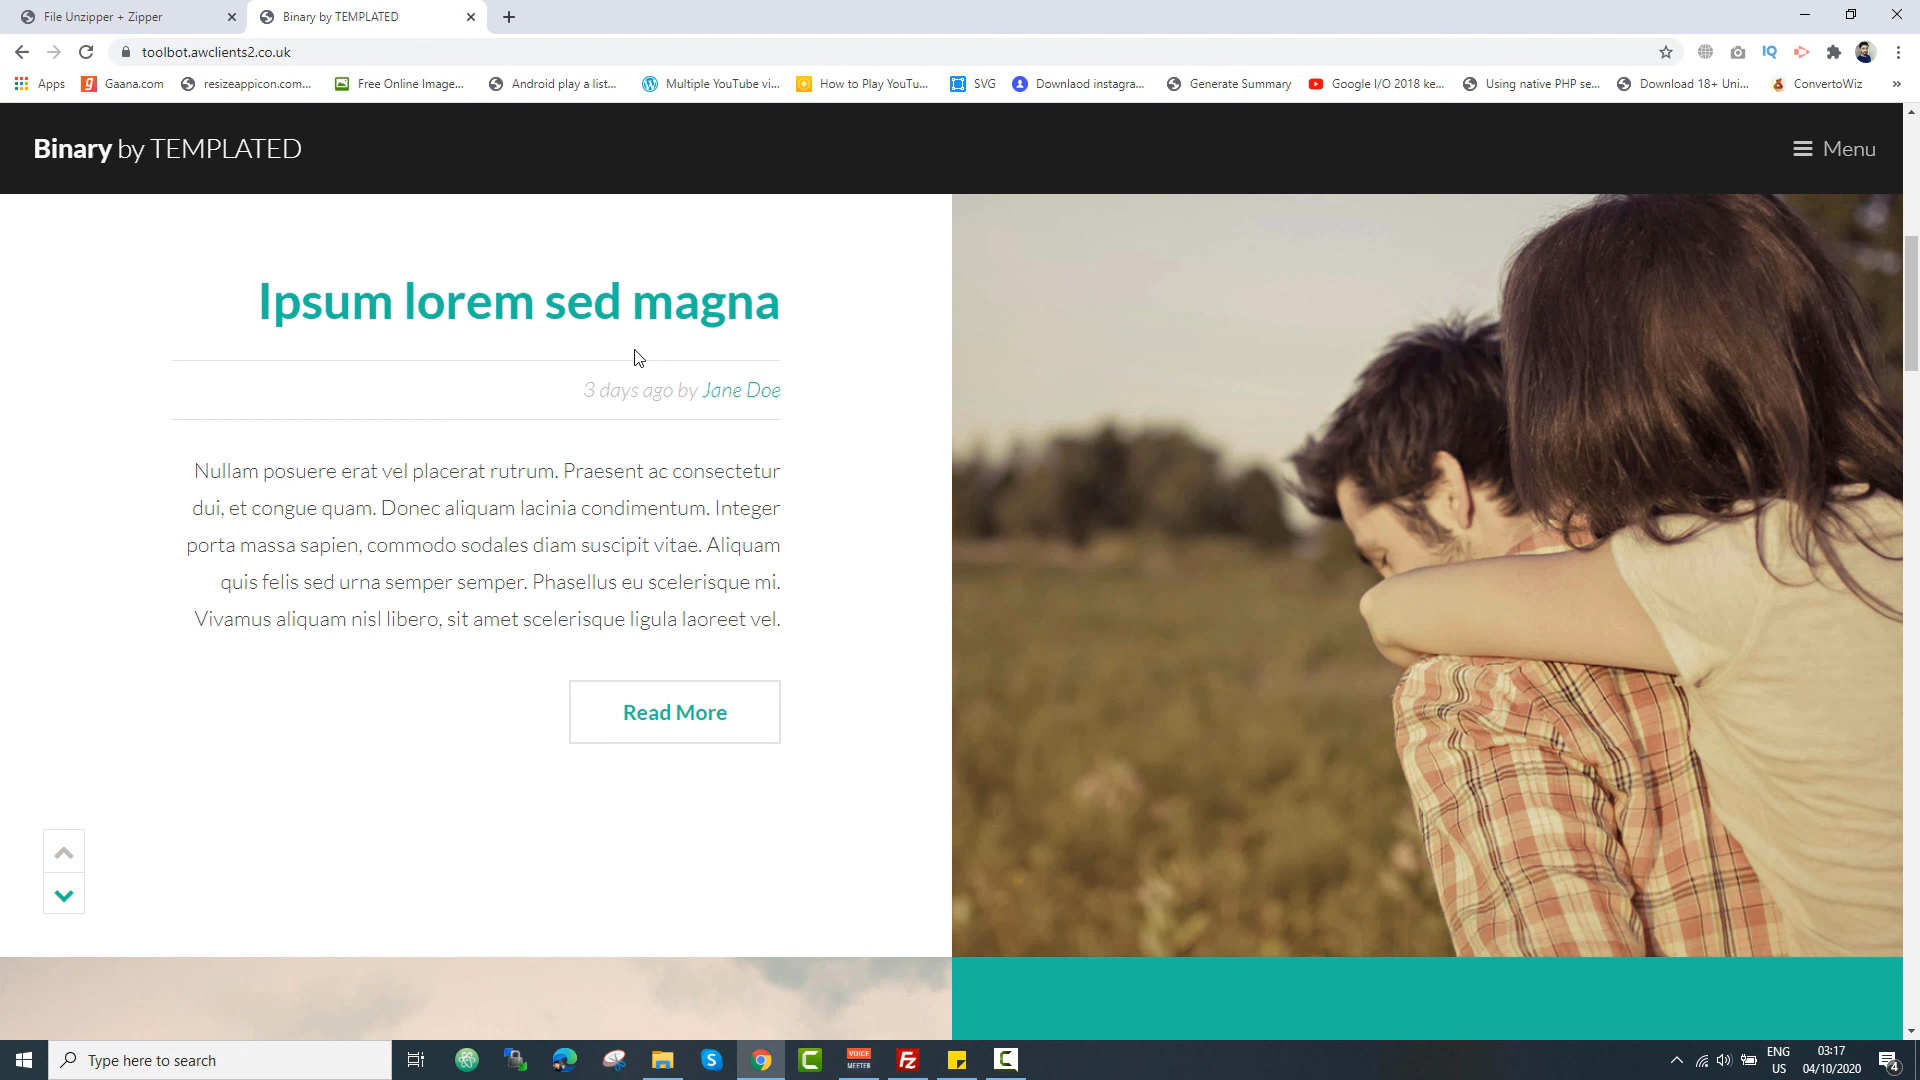 File Unzipper + Zipper
Binary by TEMPLATED
toolbot.awclients2.co.uk
Apps
Gaana.com
resizeappicon.com...
Free Online Image...
Android play a list...
Multiple YouTube vi...
How to Play YouTu...
SVG
Downlaod instagra...
Generate Summary
Google I/O 2018 ke...
Using native PHP se...
Download 18+ Uni...
ConvertoWiz
Binary by TEMPLATED
Menu
Ipsum lorem sed magna
3 days ago by Jane Doe
Nullam posuere erat vel placerat rutrum. Praesent ac consectetur
dui, et congue quam. Donec aliquam lacinia condimentum. Integer
porta massa sapien, commodo sodales diam suscipit vitae. Aliquam
quis felis sed urna semper semper. Phasellus eu scelerisque mi.
Vivamus aliquam nisl libero, sit amet scelerisque ligula laoreet vel.
Read More
Type here to search
VOICE
MEETER
ENG
US
03:17
04/10/2020
4